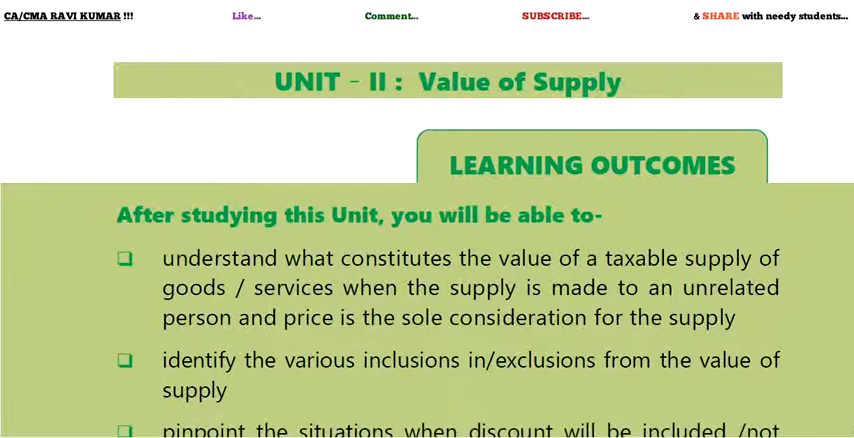 CA/CMA RAVI KUMAR !!! Like... Comment... SUBSCRIBE... & SHARE with needy students...
UNIT – II : Value of Supply
LEARNING OUTCOMES
After studying this Unit, you will be able to-
❑ understand what constitutes the value of a taxable supply of
goods / services when the supply is made to an unrelated
person and price is the sole consideration for the supply
❑ identify the various inclusions in/exclusions from the value of
supply
❑ pinpoint the situations when discount will be included /not